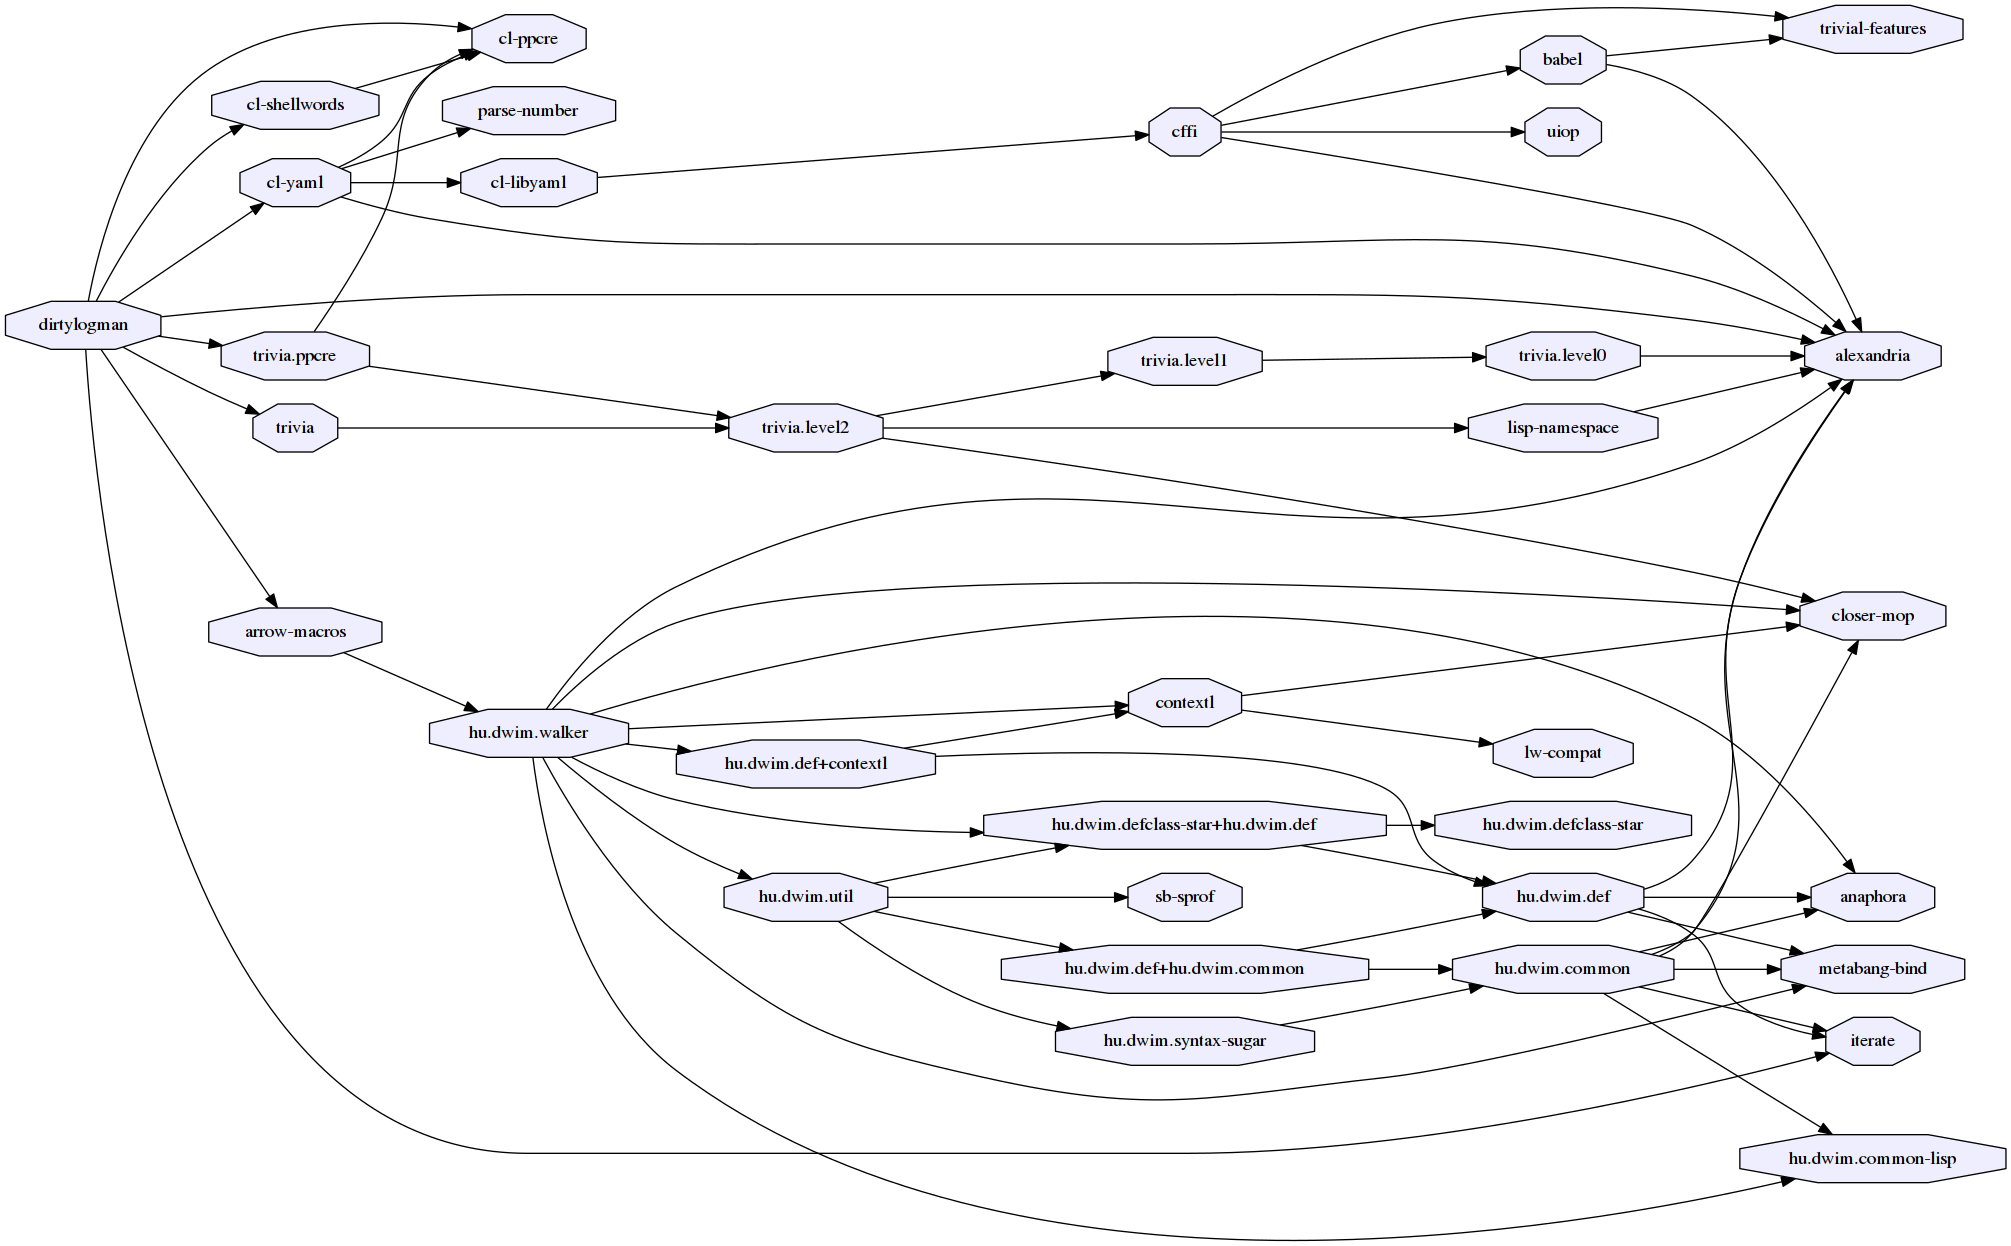 dirtylogman
cl-ppcre
cl-shellwords
parse-number
cl-yaml
cl-libyaml
trivia.ppcre
trivia
arrow-macros
cffi
babel
uiop
trivial-features
trivia.level2
trivia.level1
trivia.level0
lisp-namespace
alexandria
closer-mop
hu.dwim.walker
contextl
hu.dwim.def+contextl
lw-compat
hu.dwim.defclass-star+hu.dwim.def
hu.dwim.defclass-star
hu.dwim.util
sb-sprof
hu.dwim.def
anaphora
hu.dwim.def+hu.dwim.common
hu.dwim.common
metabang-bind
hu.dwim.syntax-sugar
iterate
hu.dwim.common-lisp